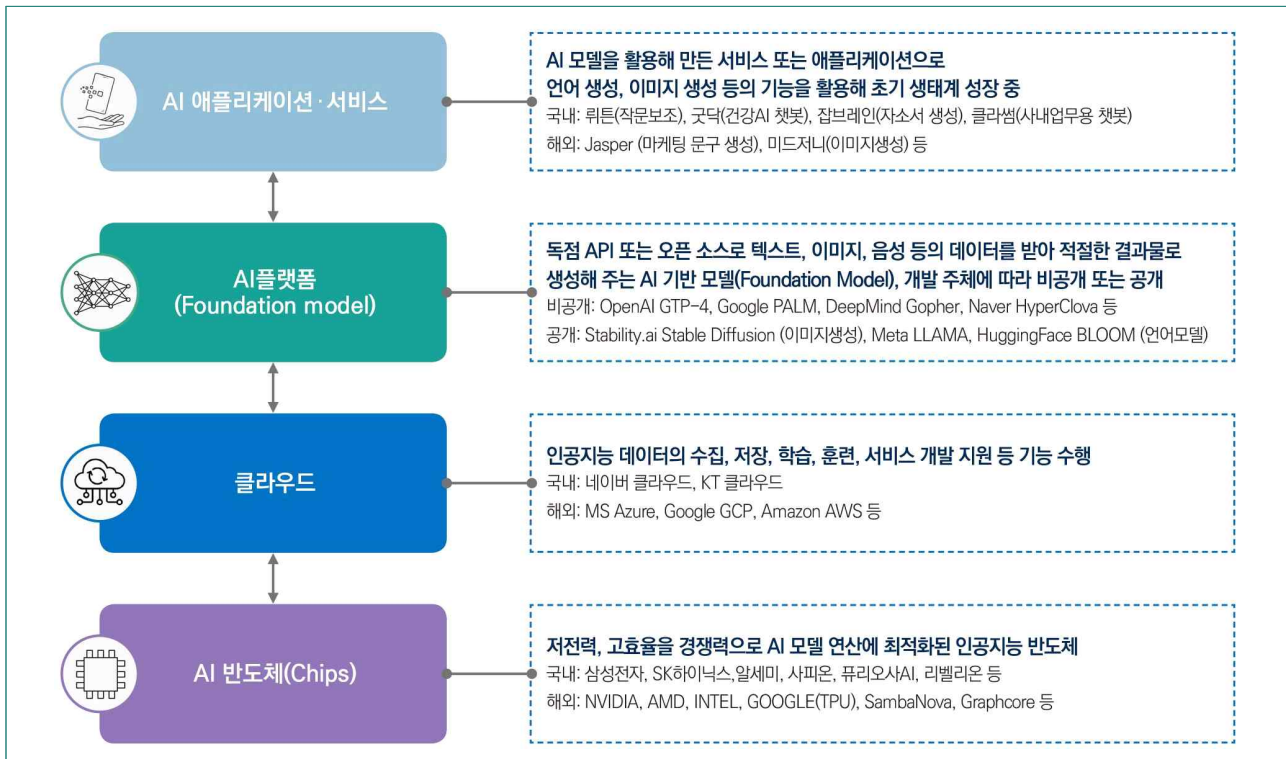 AI 애플리케이션·서비스
AI 모델을 활용해 만든 서비스 또는 애플리케이션으로
언어 생성, 이미지 생성 등의 기능을 활용해 초기 생태계 성장 중
국내: 뤼튼(작문보조), 굿닥(건강AI 챗봇), 잡브레인(자소서 생성), 클라썸(사내업무용 챗봇)
해외: Jasper (마케팅 문구 생성), 미드저니(이미지생성) 등
AI플랫폼
(Foundation model)
독점 API 또는 오픈 소스로 텍스트, 이미지, 음성 등의 데이터를 받아 적절한 결과물로
생성해 주는 AI 기반 모델(Foundation Model), 개발 주체에 따라 비공개 또는 공개
비공개: OpenAI GTP-4, Google PALM, DeepMind Gopher, Naver HyperClova 등
공개: Stability.ai Stable Diffusion (이미지생성), Meta LLAMA, HuggingFace BLOOM (언어모델)
클라우드
인공지능 데이터의 수집, 저장, 학습, 훈련, 서비스 개발 지원 등 기능 수행
국내: 네이버 클라우드, KT 클라우드
해외: MS Azure, Google GCP, Amazon AWS 등
AI 반도체(Chips)
저전력, 고효율을 경쟁력으로 AI 모델 연산에 최적화된 인공지능 반도체
국내: 삼성전자, SK하이닉스,알세미, 사피온, 퓨리오사AI, 리벨리온 등
해외: NVIDIA, AMD, INTEL, GOOGLE(TPU), SambaNova, Graphcore 등